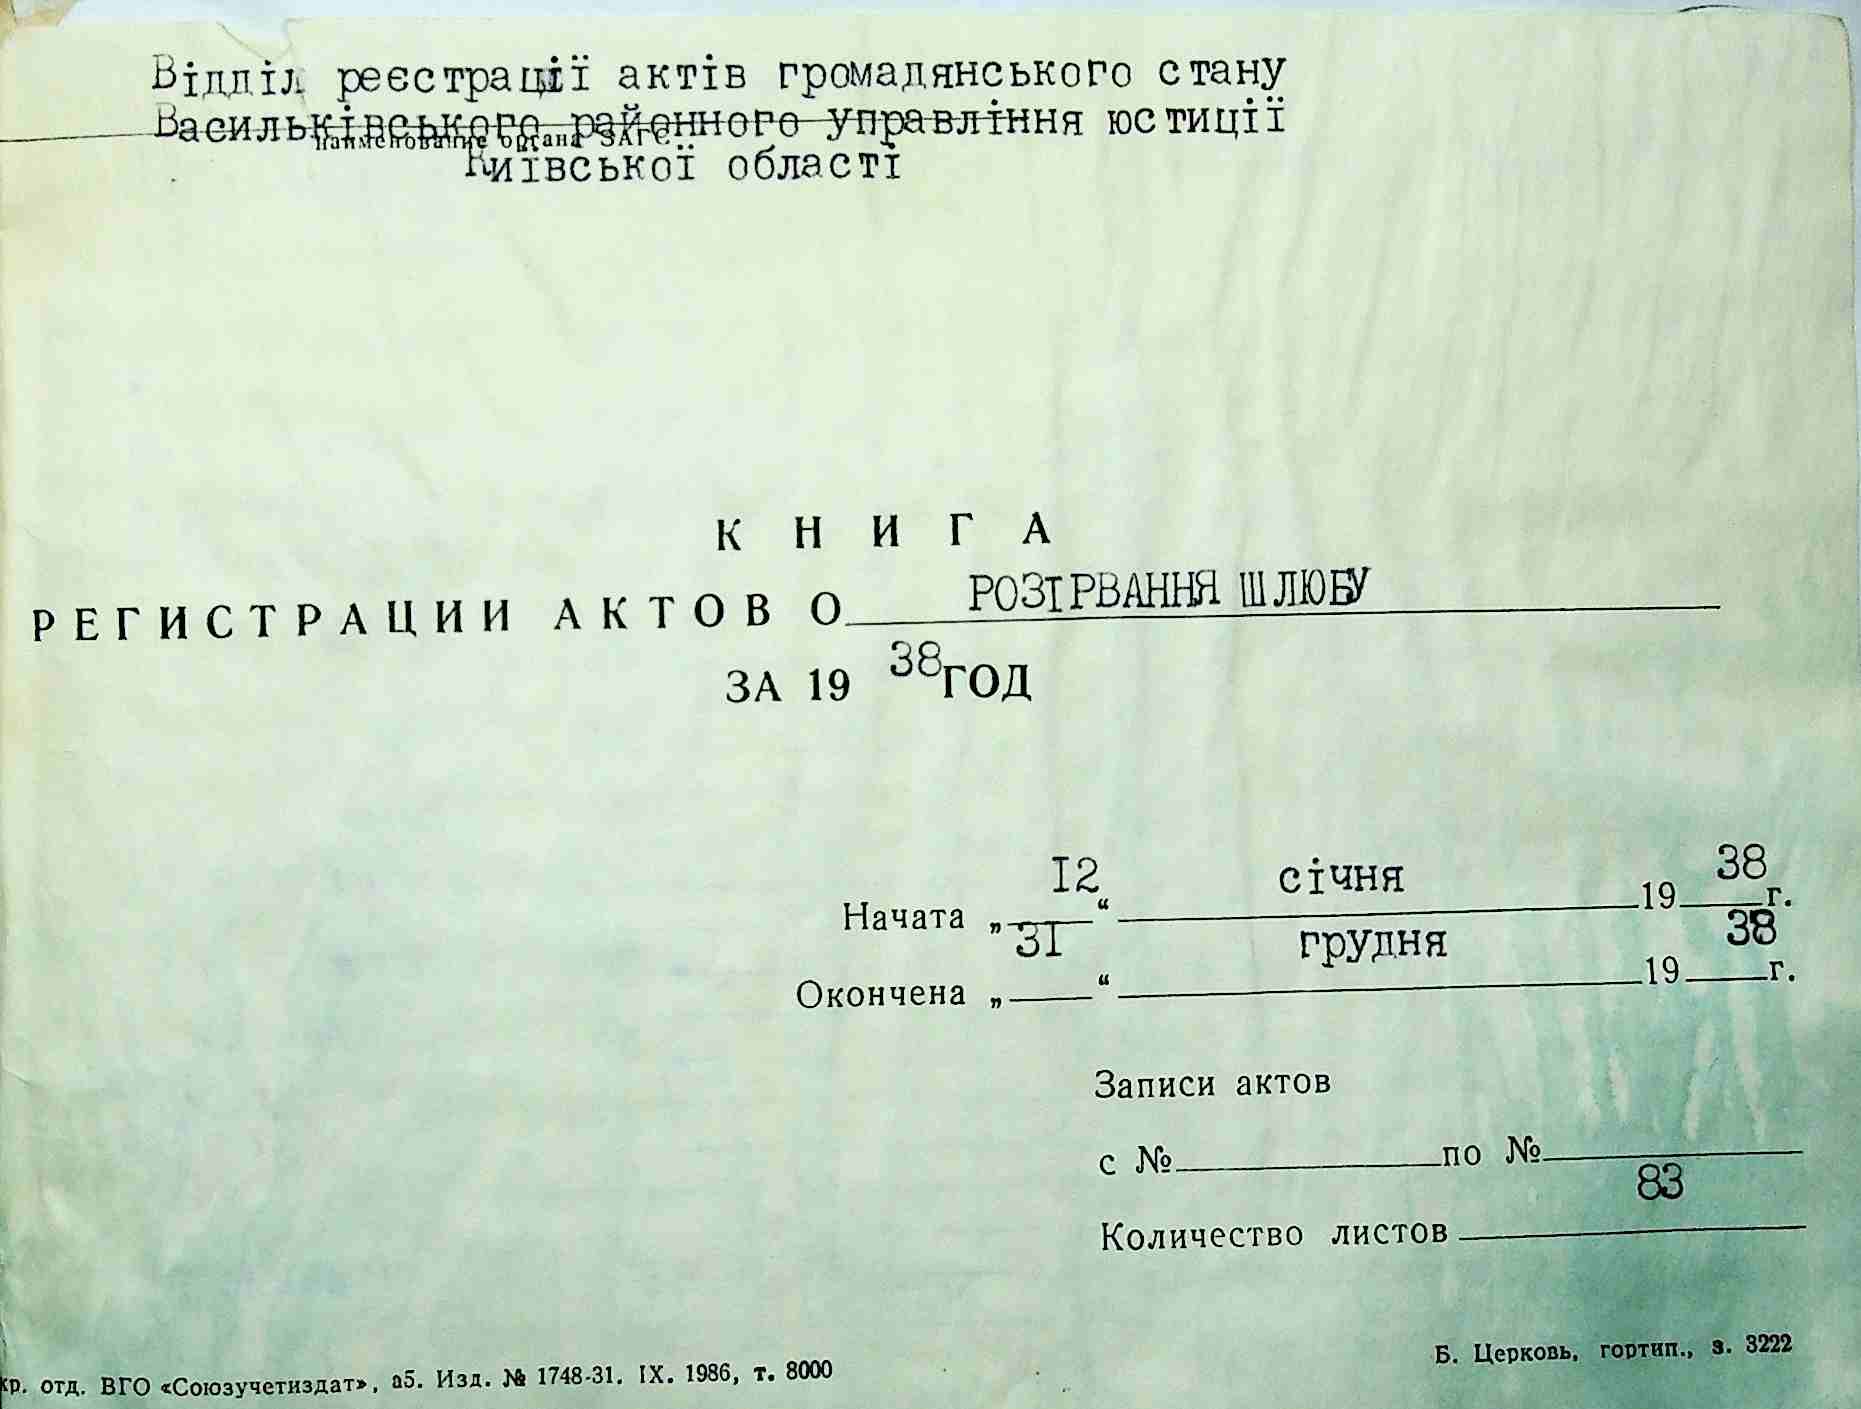 Відділ реєстрації актів громадянського стану
Васильківського районного управління юстиції
наименование органа ЗАГС
Київської області
КНИГА
РЕГИСТРАЦИИ АКТОВ О РОЗІРВАННЯ ШЛЮБУ
ЗА 19 38 ГОД
Начата „12“ січня 19 38 г.
Окончена „31“ грудня 19 38 г.
Записи актов
с № по №
83
Количество листов
Б. Церковь, гортип., з. 3222
кр. отд. ВГО «Союзучетиздат», а5. Изд. № 1748-31. IX. 1986, т. 8000